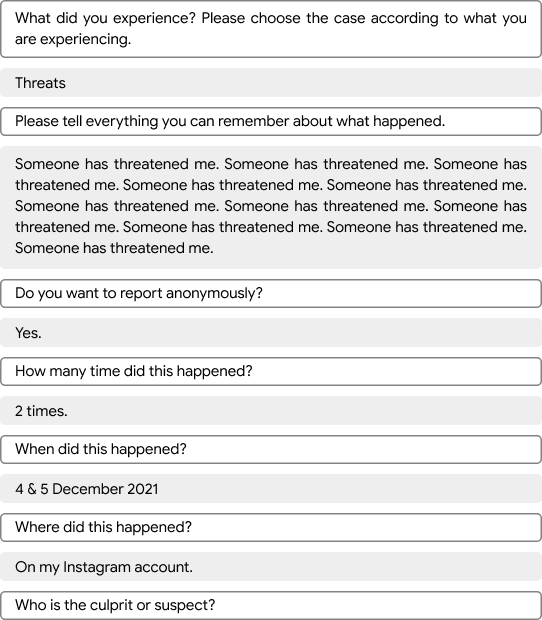 What did you experience? Please choose the case according to what you
are experiencing.
Threats
Please tell everything you can remember about what happened.
Someone has threatened me. Someone has threatened me. Someone has
threatened me. Someone has threatened me. Someone has threatened me.
Someone has threatened me. Someone has threatened me. Someone has
threatened me. Someone has threatened me. Someone has threatened me.
Someone has threatened me.
Do you want to report anonymously?
Yes.
How many time did this happened?
2 times.
When did this happened?
4 & 5 December 2021
Where did this happened?
On my Instagram account.
Who is the culprit or suspect?